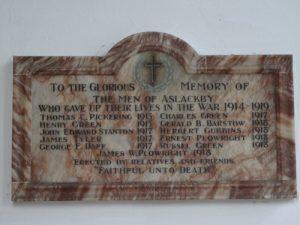 TO THE GLORIOUS MEMORY OF
THE MEN OF ASLACKBY
WHO GAVE UP THEIR LIVES IN THE WAR 1914-1919
THOMAS C. PICKERING 1915 CHARLES GREEN 1917
HENRY GREEN 1915 GERALD B. BARSTOW 1918
JOHN EDWARD STANTON 1917 HERBERT GUBBINS 1918
JAMES TYLER 1917 ERNEST PLOWRIGHT 1918
GEORGE F. DAFF 1917 RUSSEL GREEN 1918
JAMES W. PLOWRIGHT 1918
ERECTED BY RELATIVES AND FRIENDS
"FAITHFUL UNTO DEATH"